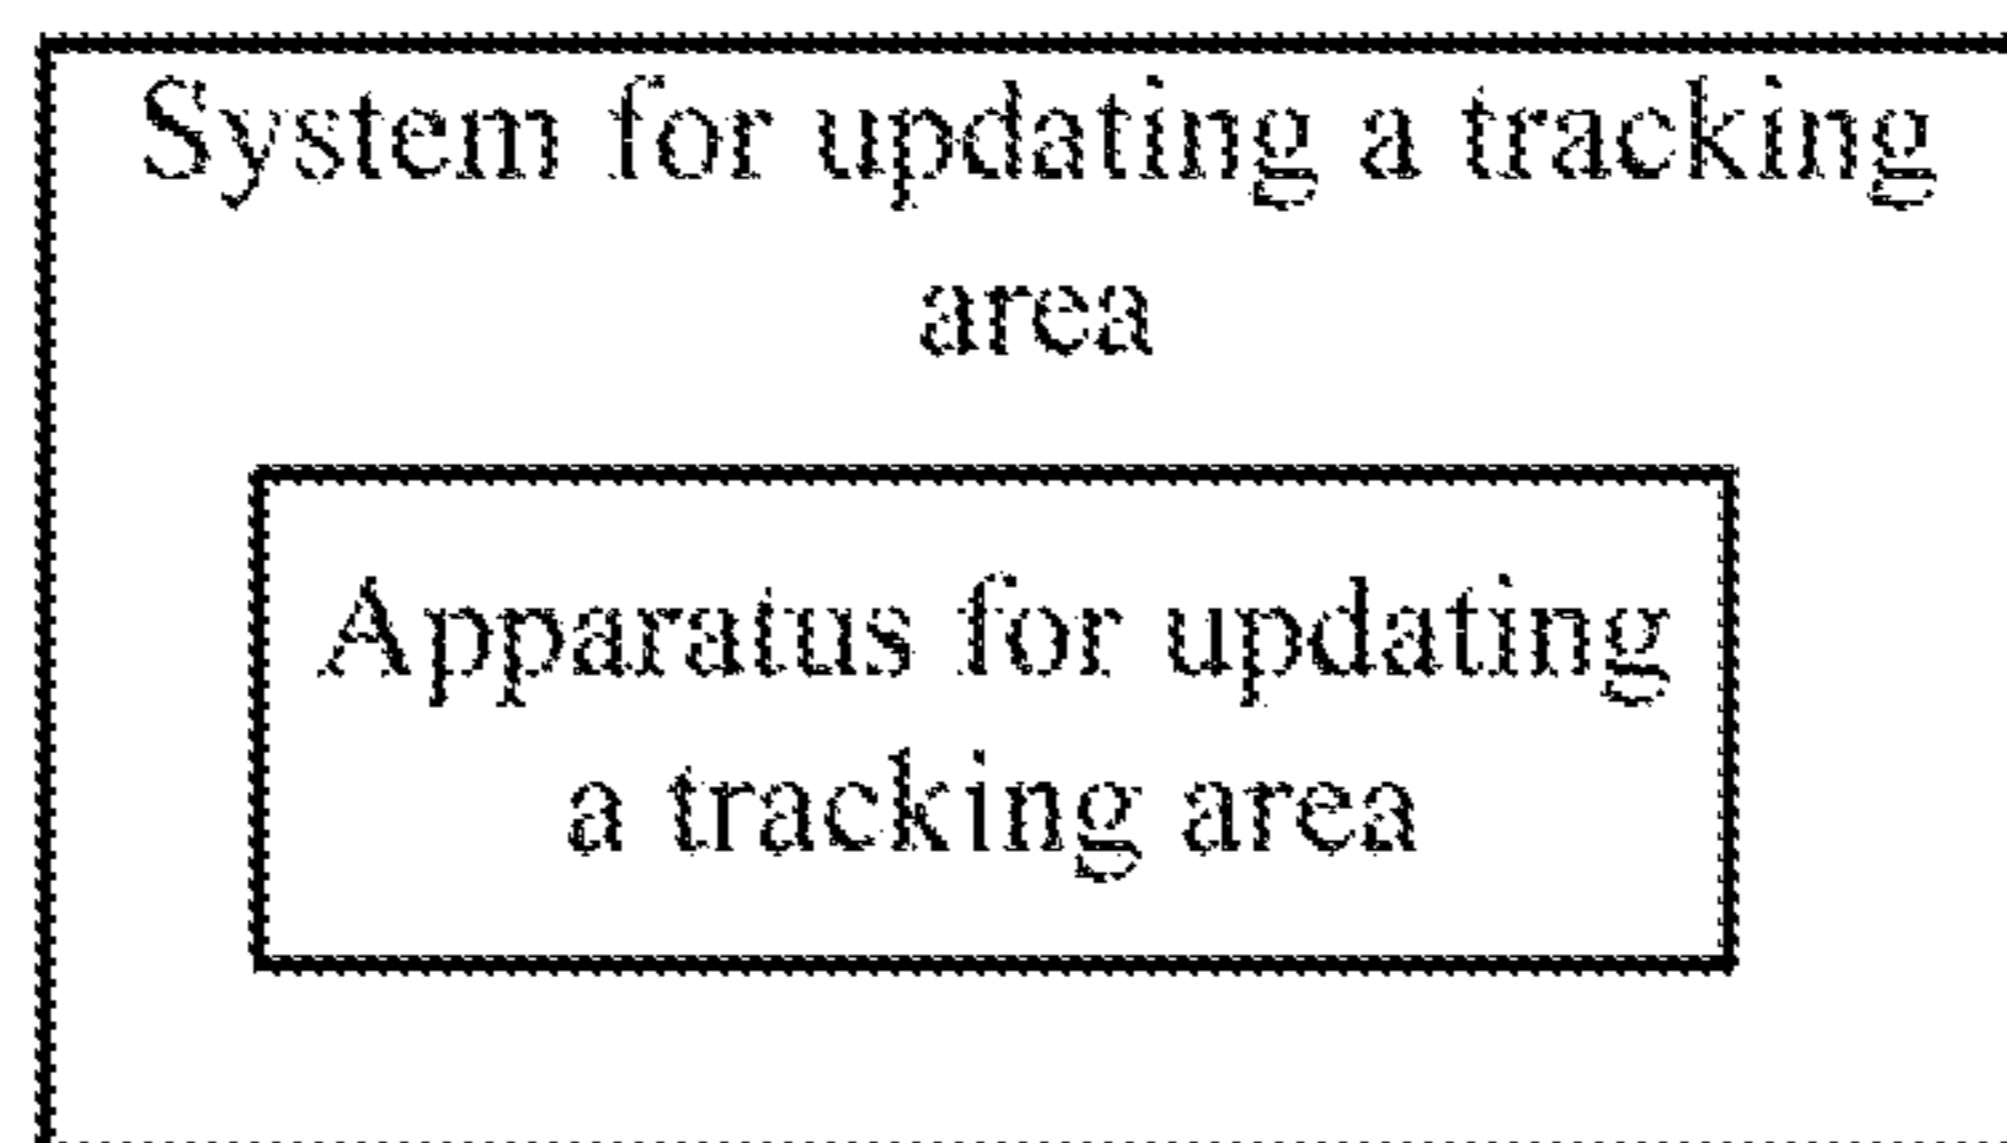 System for updating a tracking
area
Apparatus for updating
a tracking area